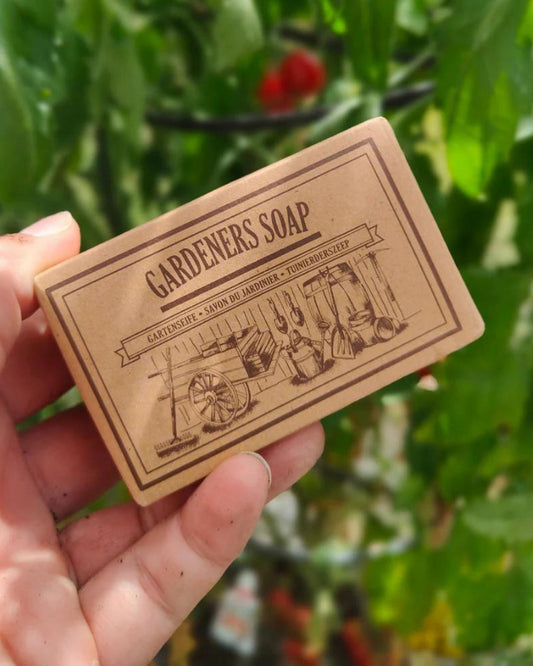 GARDENERS SOAP
GARTENSEIFE • SAVON DU JARDINIER • TUINIERDERSZEEP